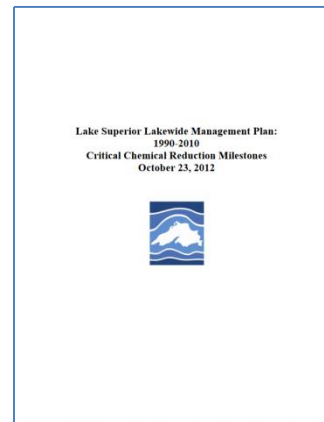 Lake Superior Lakewide Management Plan:
1990-2010
Critical Chemical Reduction Milestones
October 23, 2012